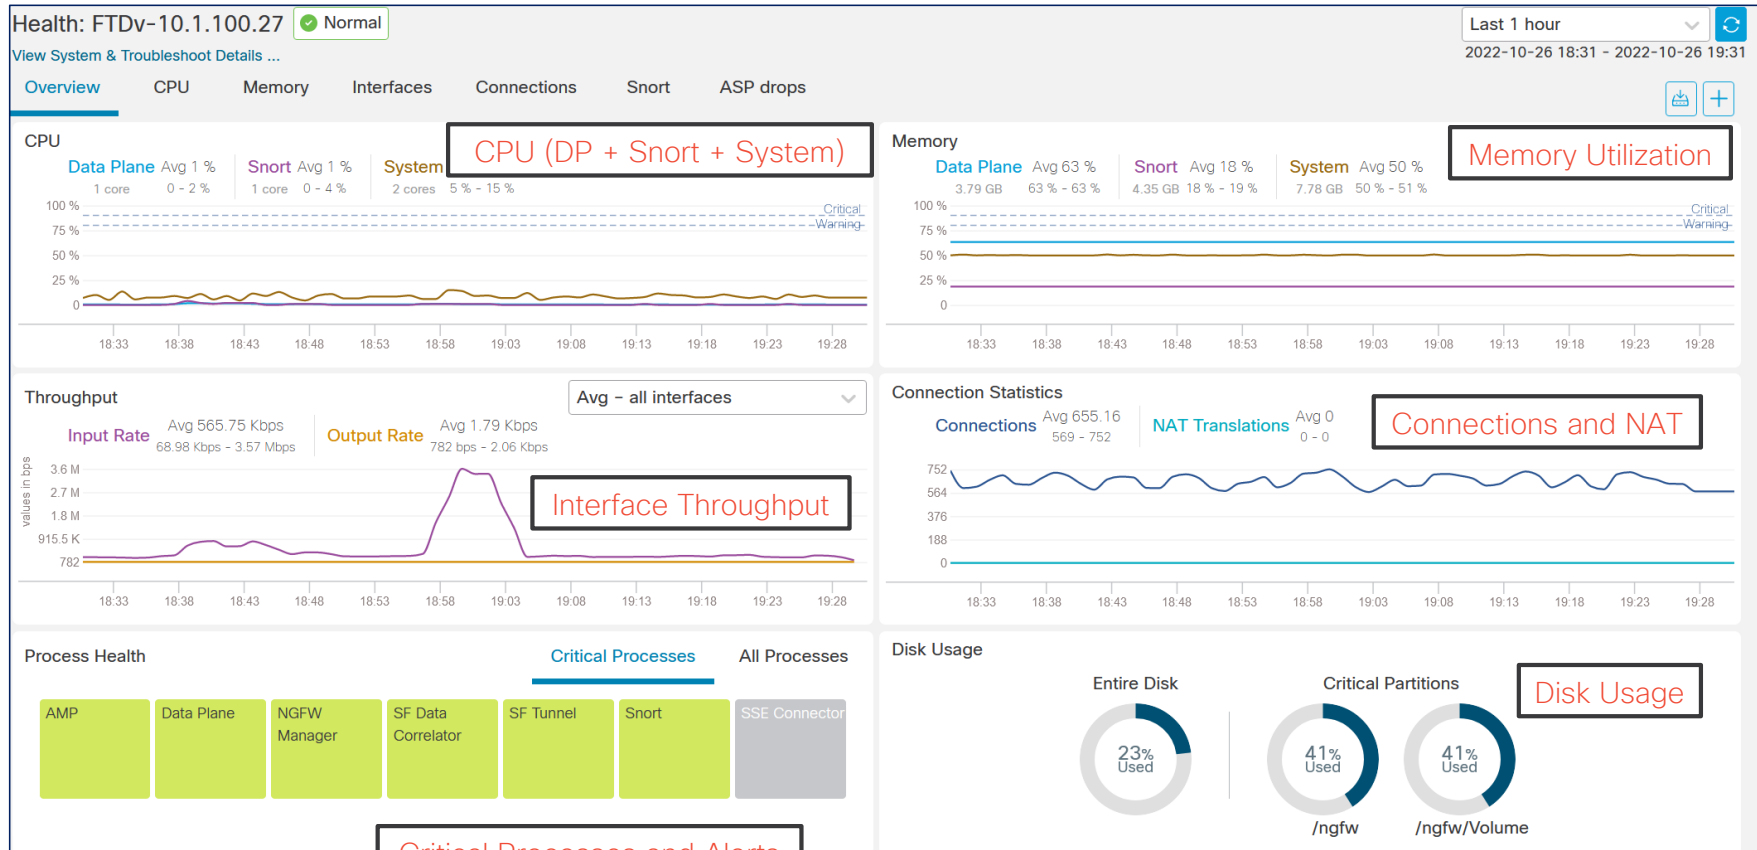 Health: FTDv-10.1.100.27 Normal
Last 1 hour
View System & Troubleshoot Details ...
2022-10-26 18:31 - 2022-10-26 19:31
Overview CPU Memory Interfaces Connections Snort ASP drops
CPU
CPU (DP + Snort + System)
Data Plane Avg 1 % Snort Avg 1 % System
1 core 0 - 2 % 1 core 0 - 4 % 2 cores 5 % - 15 %
100 %
Critical
Warning
75 %
50 %
25 %
0
18:33 18:38 18:43 18:48 18:53 18:58 19:03 19:08 19:13 19:18 19:23 19:28
Memory
Memory Utilization
Data Plane Avg 63 % Snort Avg 18 % System Avg 50 %
3.79 GB 63 % - 63 % 4.35 GB 18 % - 19 % 7.78 GB 50 % - 51 %
100 %
Critical
Warning
75 %
50 %
25 %
0
18:33 18:38 18:43 18:48 18:53 18:58 19:03 19:08 19:13 19:18 19:23 19:28
Throughput
Avg - all interfaces
Input Rate Avg 565.75 Kbps Output Rate Avg 1.79 Kbps
68.98 Kbps - 3.57 Mbps 782 bps - 2.06 Kbps
values in bps
3.6 M
2.7 M
1.8 M
915.5 K
782
Interface Throughput
18:33 18:38 18:43 18:48 18:53 18:58 19:03 19:08 19:13 19:18 19:23 19:28
Connection Statistics
Connections Avg 655.16 NAT Translations Avg 0
569 - 752 0 - 0
Connections and NAT
752
564
376
188
0
18:33 18:38 18:43 18:48 18:53 18:58 19:03 19:08 19:13 19:18 19:23 19:28
Process Health
Critical Processes All Processes
AMP
Data Plane
NGFW
Manager
SF Data
Correlator
SF Tunnel
Snort
SSE Connector
Critical Processes and Alerts
Disk Usage
Disk Usage
Entire Disk Critical Partitions
23%
Used
41%
Used
41%
Used
/ngfw /ngfw/Volume